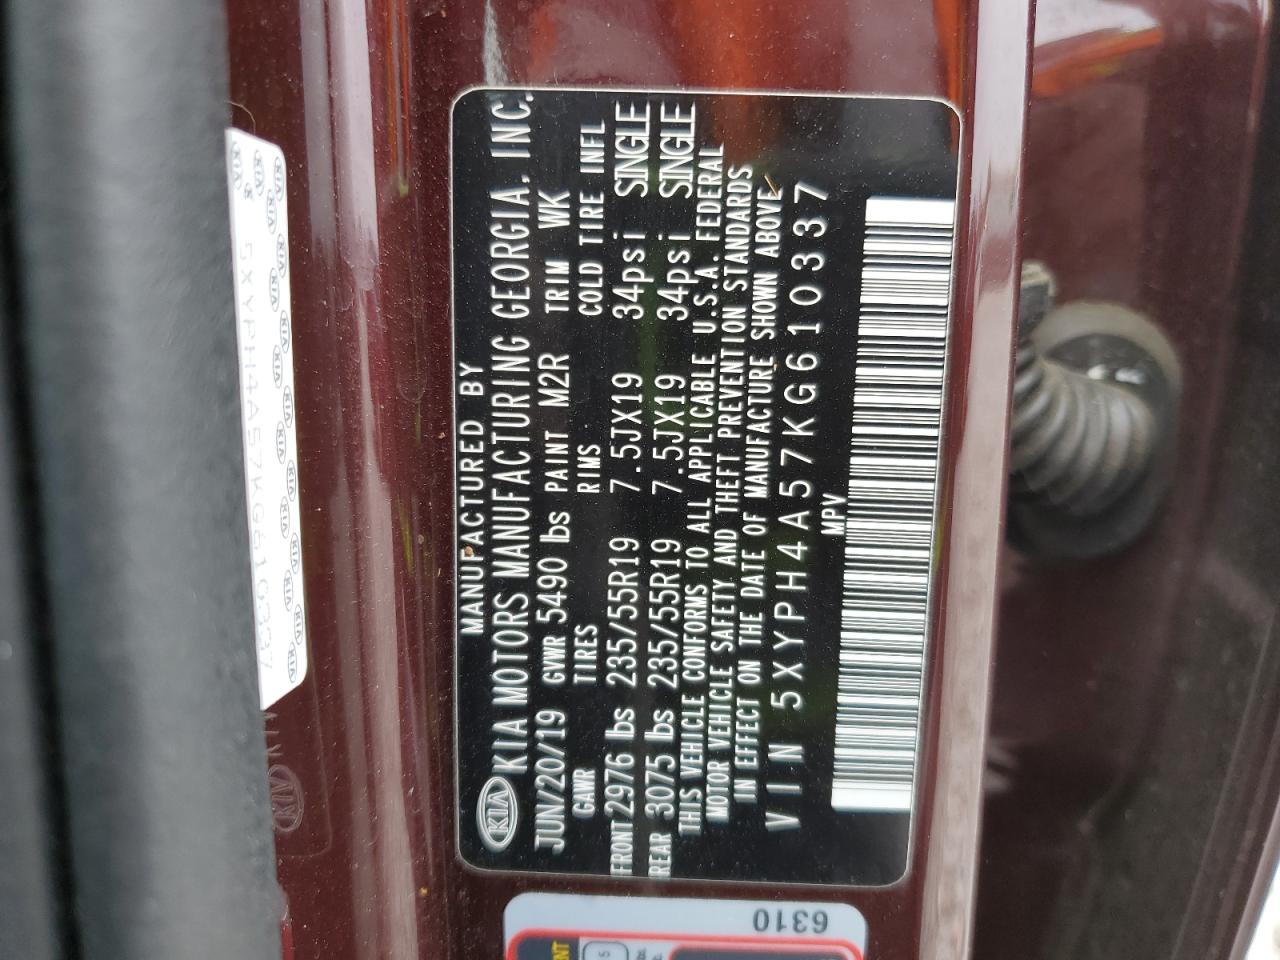 MANUFACTURED BY
KIA KIA MOTORS MANUFACTURING GEORGIA, INC.
JUN/20/19 GVWR 5490 lbs PAINT M2R TRIM WK
GAWR TIRES RIMS COLD TIRE INFL
FRONT 2976 lbs 235/55R19 7.5JX19 34psi SINGLE
REAR 3075 lbs 235/55R19 7.5JX19 34psi SINGLE
THIS VEHICLE CONFORMS TO ALL APPLICABLE U.S.A. FEDERAL
MOTOR VEHICLE SAFETY AND THEFT PREVENTION STANDARDS
IN EFFECT ON THE DATE OF MANUFACTURE SHOWN ABOVE
VIN 5XYPH4A57KG610337
MPV
5XYPH4A57KG610337
KIA
6310